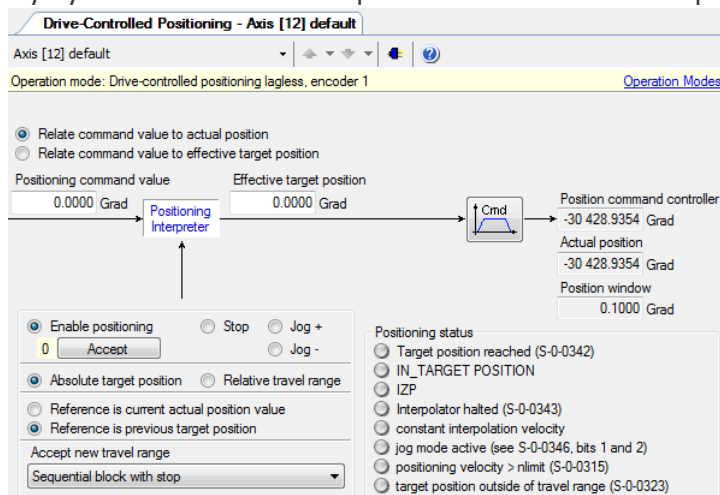 Drive-Controlled Positioning - Axis [12] default
Axis [12] default
Operation mode: Drive-controlled positioning lagless, encoder 1 Operation Modes
Relate command value to actual position
Relate command value to effective target position
Positioning command value Effective target position
0.0000 Grad
Positioning Interpreter
0.0000 Grad
Cmd
Position command controller
-30 428.9354 Grad
Actual position
-30 428.9354 Grad
Position window
0.1000 Grad
Enable positioning Stop Jog +
0 Accept Jog -
Absolute target position Relative travel range
Reference is current actual position value
Reference is previous target position
Accept new travel range
Sequential block with stop
Positioning status
Target position reached (S-0-0342)
IN_TARGET POSITION
IZP
Interpolator halted (S-0-0343)
constant interpolation velocity
jog mode active (see S-0-0346, bits 1 and 2)
positioning velocity > nlimit (S-0-0315)
target position outside of travel range (S-0-0323)